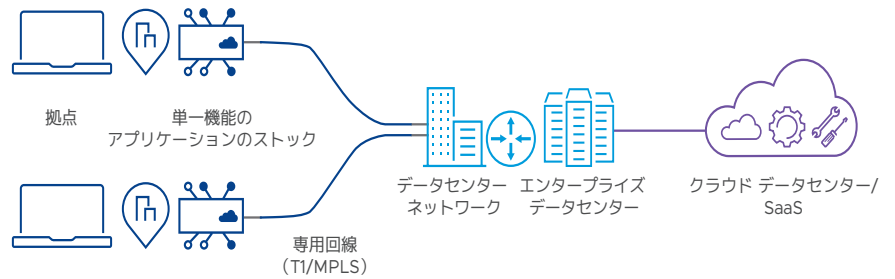 拠点
単一機能の
アプリケーションのストック
データセンター
ネットワーク
エンタープライズ
データセンター
クラウド データセンター/
SaaS
専用回線
（T1/MPLS）